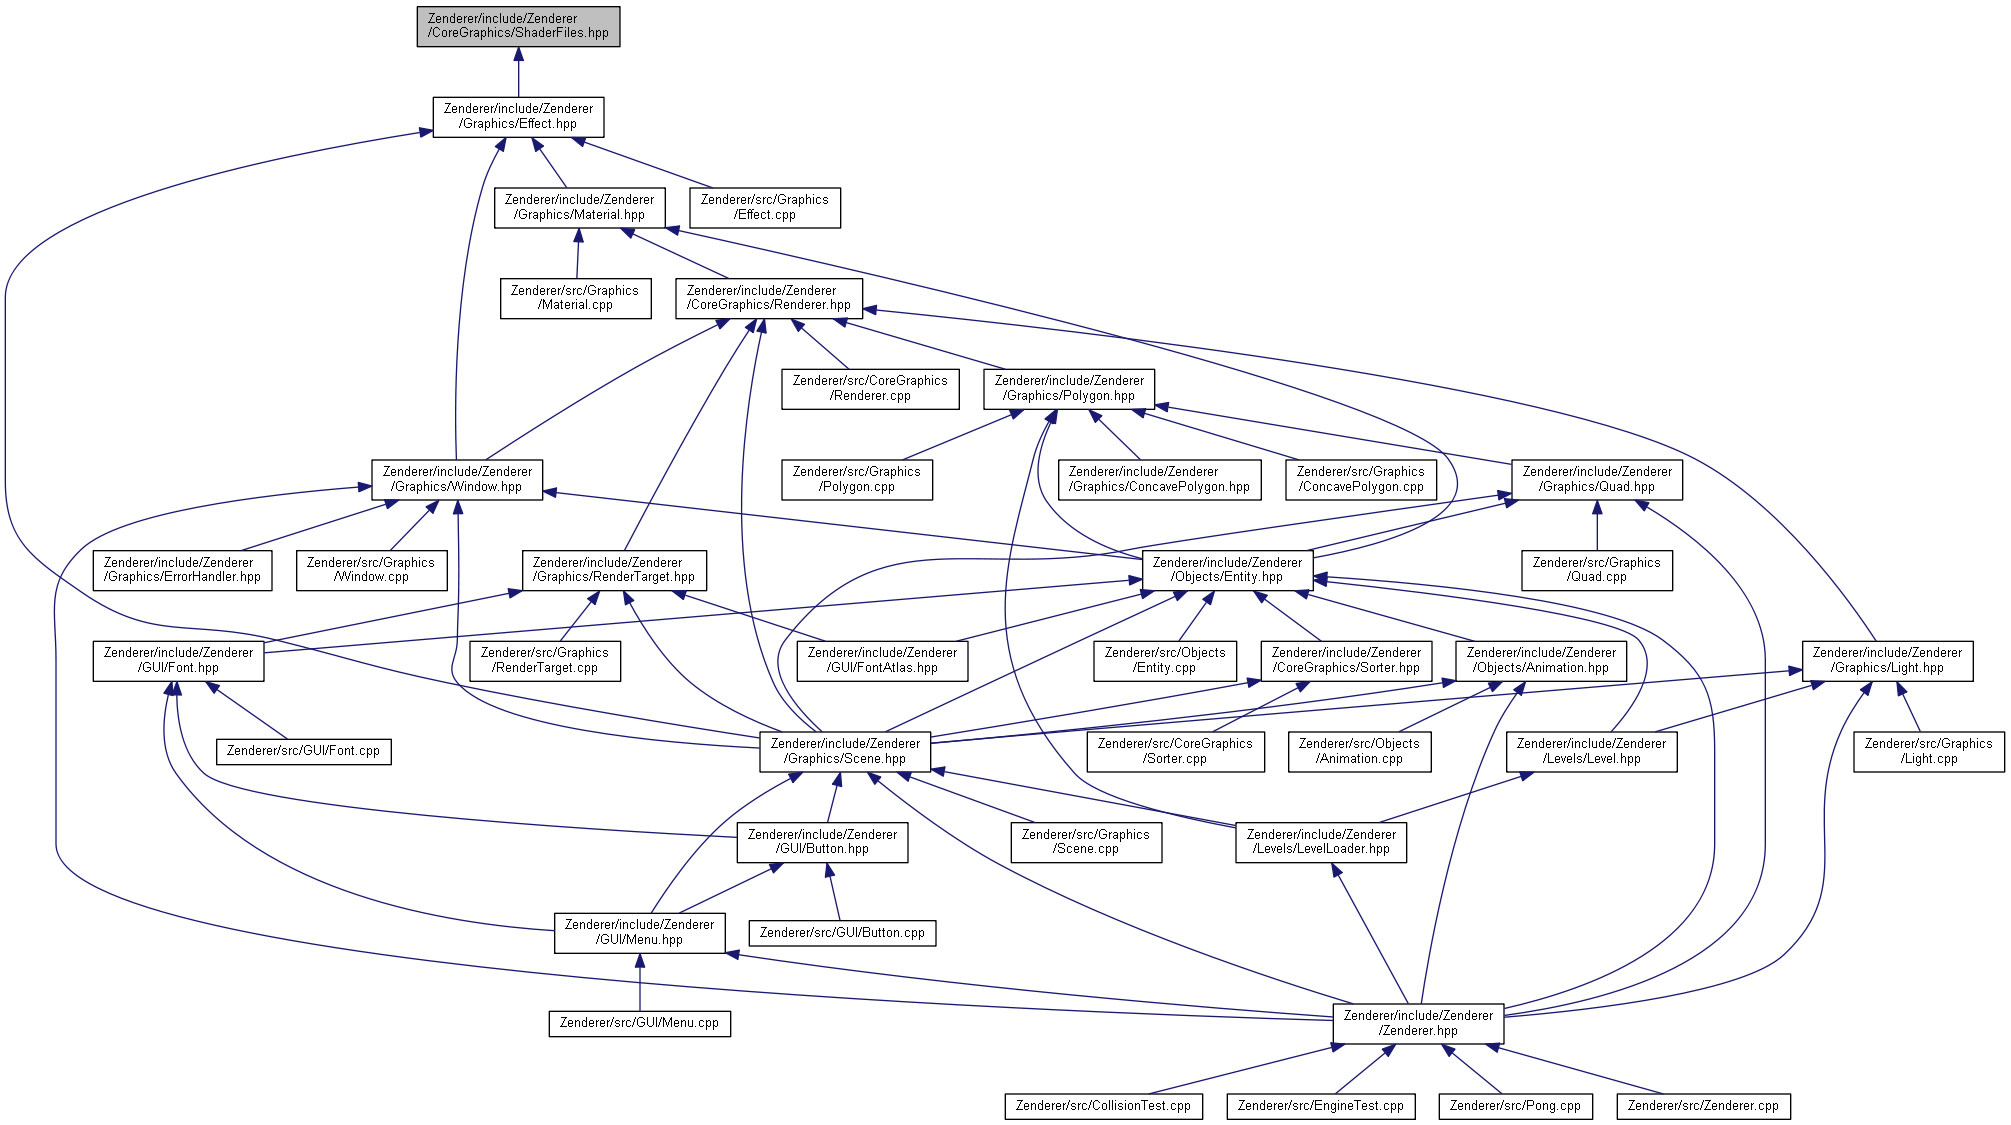 Zenderer/include/Zenderer
/CoreGraphics/ShaderFiles.hpp
Zenderer/include/Zenderer
/Graphics/Effect.hpp
Zenderer/include/Zenderer
/Graphics/Material.hpp
Zenderer/src/Graphics
/Effect.cpp
Zenderer/src/Graphics
/Material.cpp
Zenderer/include/Zenderer
/CoreGraphics/Renderer.hpp
Zenderer/src/CoreGraphics
/Renderer.cpp
Zenderer/include/Zenderer
/Graphics/Polygon.hpp
Zenderer/include/Zenderer
/Graphics/Window.hpp
Zenderer/src/Graphics
/Polygon.cpp
Zenderer/include/Zenderer
/Graphics/ConcavePolygon.hpp
Zenderer/src/Graphics
/ConcavePolygon.cpp
Zenderer/include/Zenderer
/Graphics/Quad.hpp
Zenderer/include/Zenderer
/Graphics/ErrorHandler.hpp
Zenderer/src/Graphics
/Window.cpp
Zenderer/include/Zenderer
/Graphics/RenderTarget.hpp
Zenderer/include/Zenderer
/Objects/Entity.hpp
Zenderer/src/Graphics
/Quad.cpp
Zenderer/include/Zenderer
/GUI/Font.hpp
Zenderer/src/Graphics
/RenderTarget.cpp
Zenderer/include/Zenderer
/GUI/FontAtlas.hpp
Zenderer/src/Objects
/Entity.cpp
Zenderer/include/Zenderer
/CoreGraphics/Sorter.hpp
Zenderer/include/Zenderer
/Objects/Animation.hpp
Zenderer/include/Zenderer
/Graphics/Light.hpp
Zenderer/src/GUI/Font.cpp
Zenderer/include/Zenderer
/Graphics/Scene.hpp
Zenderer/src/CoreGraphics
/Sorter.cpp
Zenderer/src/Objects
/Animation.cpp
Zenderer/include/Zenderer
/Levels/Level.hpp
Zenderer/src/Graphics
/Light.cpp
Zenderer/include/Zenderer
/GUI/Button.hpp
Zenderer/src/Graphics
/Scene.cpp
Zenderer/include/Zenderer
/Levels/LevelLoader.hpp
Zenderer/include/Zenderer
/GUI/Menu.hpp
Zenderer/src/GUI/Button.cpp
Zenderer/src/GUI/Menu.cpp
Zenderer/include/Zenderer
/Zenderer.hpp
Zenderer/src/CollisionTest.cpp
Zenderer/src/EngineTest.cpp
Zenderer/src/Pong.cpp
Zenderer/src/Zenderer.cpp